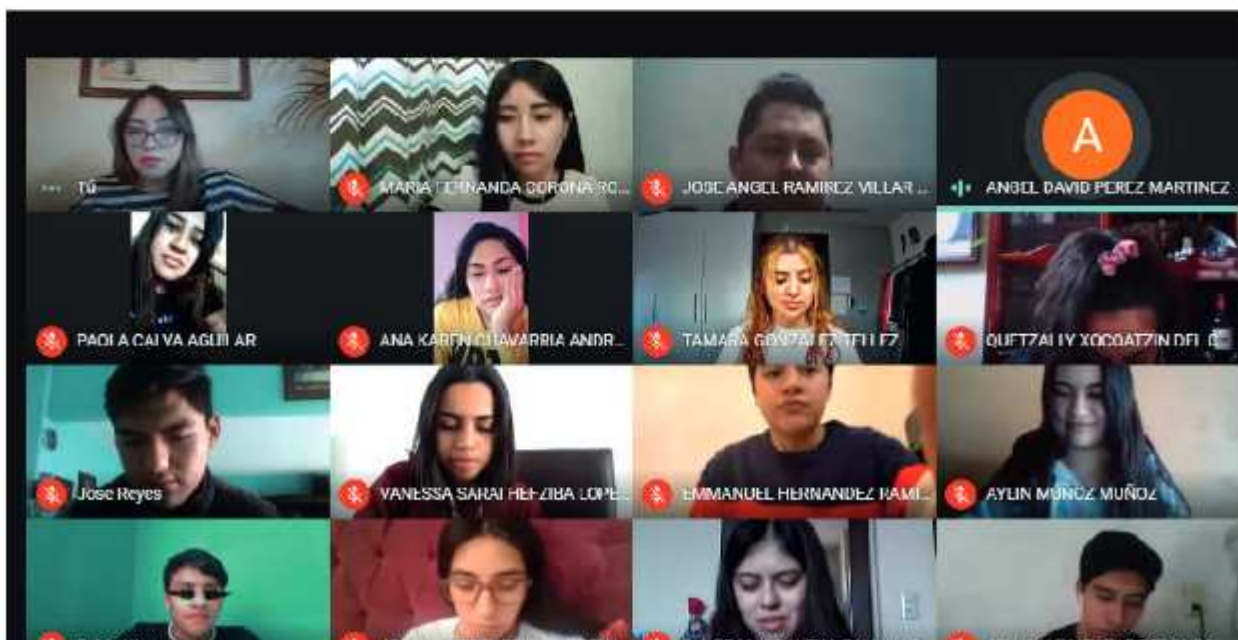 TÚ
MARIA FERNANDA CORONA RO...
JOSE ANGEL RAMIREZ VILLAR ...
A
ANGEL DAVID PEREZ MARTINEZ
PAOLA CALVA AGUILAR
ANA KAREN CHAVARRIA ANDR...
TAMARA GONZALEZ TELLEZ
QUETZALLY XOCOATZIN DEL C...
Jose Reyes
VANESSA SARAI HEFZIBA LOPE...
EMMANUEL HERNANDEZ RAMI...
AYLIN MUÑOZ MUÑOZ